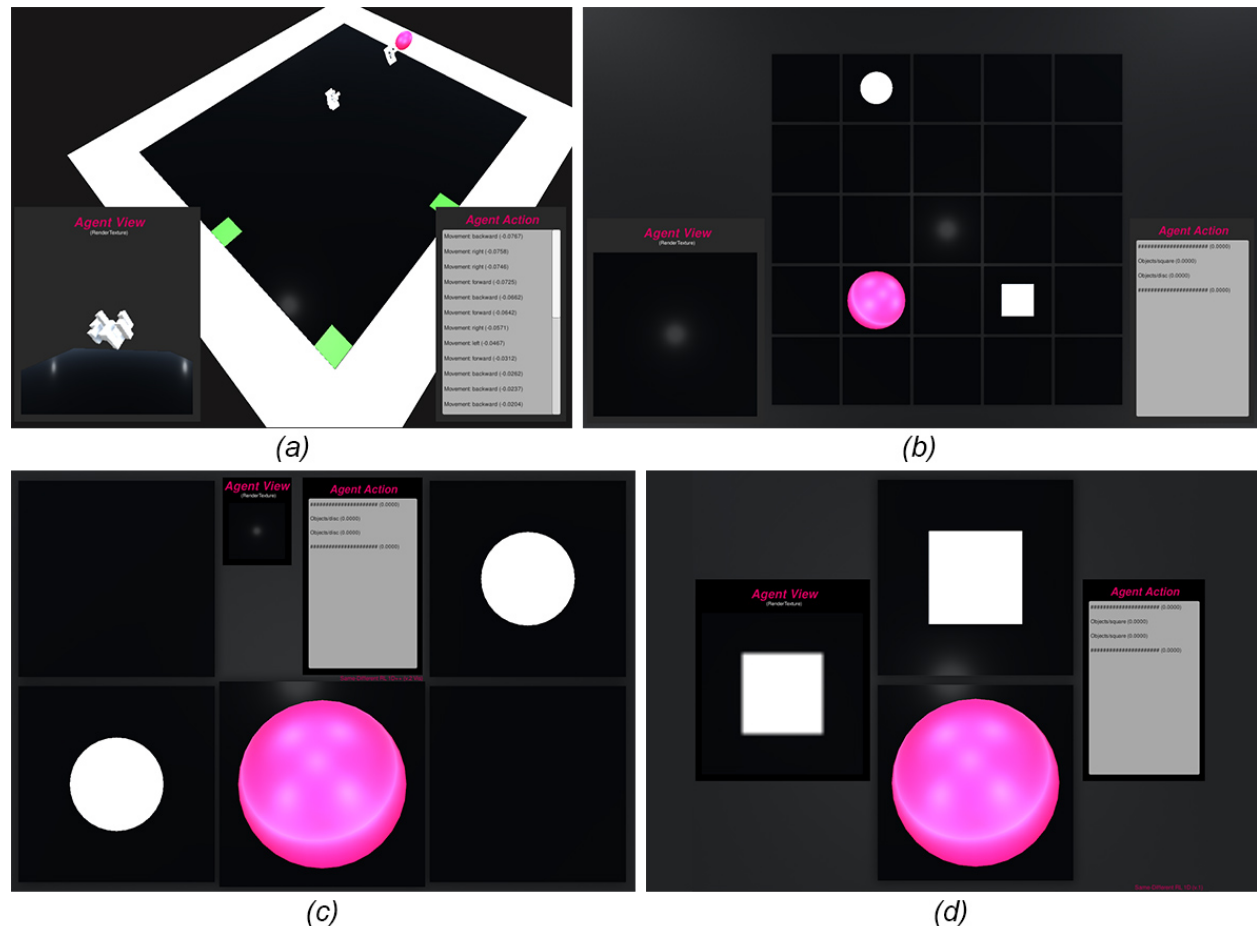 Agent View
(RenderTexture)
Agent Action
Movement: backward (-0.0767)
Movement: right (-0.0758)
Movement: right (-0.0746)
Movement: forward (-0.0725)
Movement: backward (-0.0662)
Movement: forward (-0.0642)
Movement: right (-0.0571)
Movement: left (-0.0467)
Movement: forward (-0.0312)
Movement: backward (-0.0282)
Movement: backward (-0.0237)
Movement: backward (-0.0204)
(a)
Agent View
(RenderTexture)
Agent Action
####################### (0.0000)
Objects/square (0.0000)
Objects/disc (0.0000)
####################### (0.0000)
(b)
Agent View
(RenderTexture)
Agent Action
####################### (0.0000)
Objects/disc (0.0000)
Objects/disc (0.0000)
####################### (0.0000)
(c)
Agent View
(RenderTexture)
Agent Action
####################### (0.0000)
Objects/square (0.0000)
Objects/square (0.0000)
####################### (0.0000)
(d)